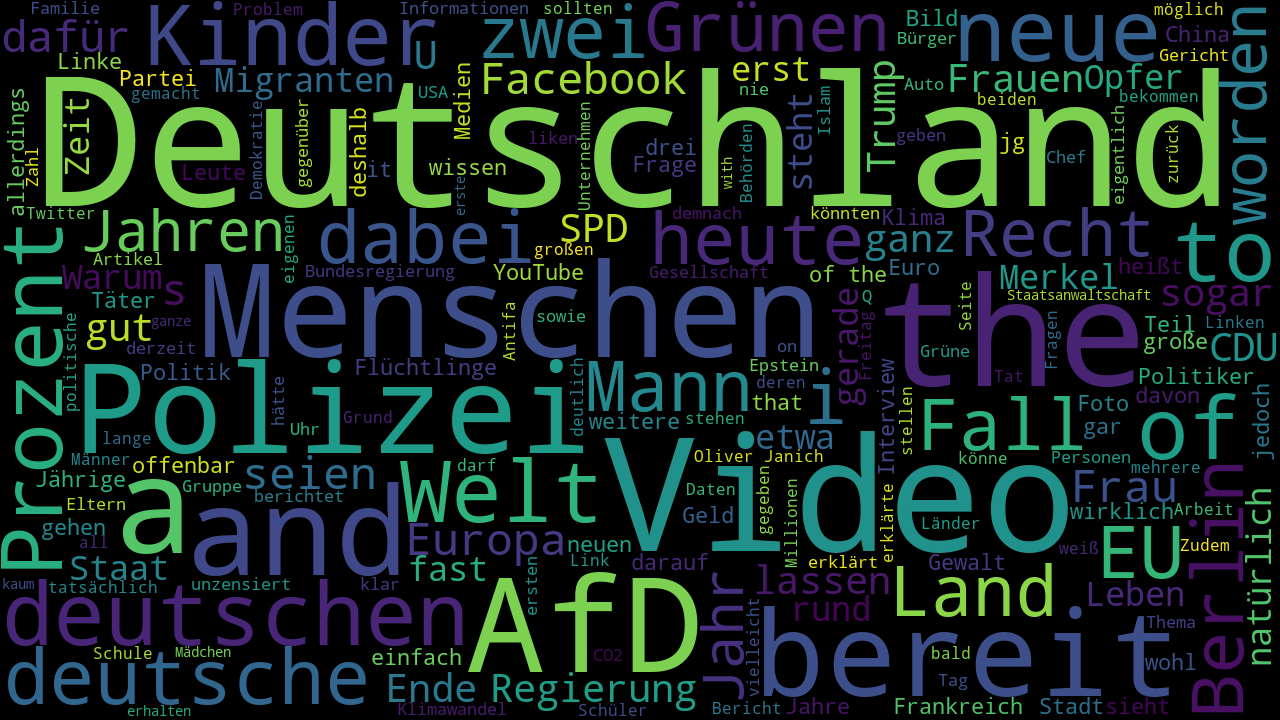 Familie Problem Informationen sollten möglich
dafür Kinder U zwei Grünen Bild neue China
Linke Bürger Gericht
Partei Migranten Facebook erst Frauen Opfer
gemacht USA Medien nie Auto beiden bekommen
allerdings Zahl zeit Deutschland worden
Demokratie gegenüber deshalb liken Unternehmen with Behörden steht Islam Trump geben jg eigentlich zurück
Leute it wissen drei Frage Chef
erste
Twitter Jahren dabei SPD heute demnach könnten Klima Recht to
großen ganz
Artikel eigenen
Prozent Warum s Bundesregierung YouTube Gesellschaft of the Euro Merkel heißt
Täter Menschen sowie Q the Staatsanwaltschaft sogar
politische gut ganze Antifa gerade Freitag Seite Fragen Teil Linken
derzeit on Grüne große CDU
Politik Flüchtlinge Epstein Tat Politiker
Polizei hätte deutlich Mann deren i that Interview davon
Grund weitere stehen stellen Fall Foto of jedoch
lange Uhr etwa gar
Männer offenbar seien darf Welt Video Oliver Janich könne Personen mehrere
Jährige Gruppe berichtet Daten gegeben Millionen erklärte Frau Berlin
Eltern a and Geld Länder wirklich Arbeit natürlich
gehen all Europa neuen weiß Zudem
Staat fast Link darauf erklärt Gewalt EU
kaum tatsächlich unzensiert klar ersten lassen Land Leben
deutschen AfD Jahr rund bereit Thema
Schule Mädchen einfach CO2 vielleicht bald wohl
deutsche Ende Regierung Tag
erhalten Klimawandel Schüler Bericht Jahre Frankreich Stadt sieht